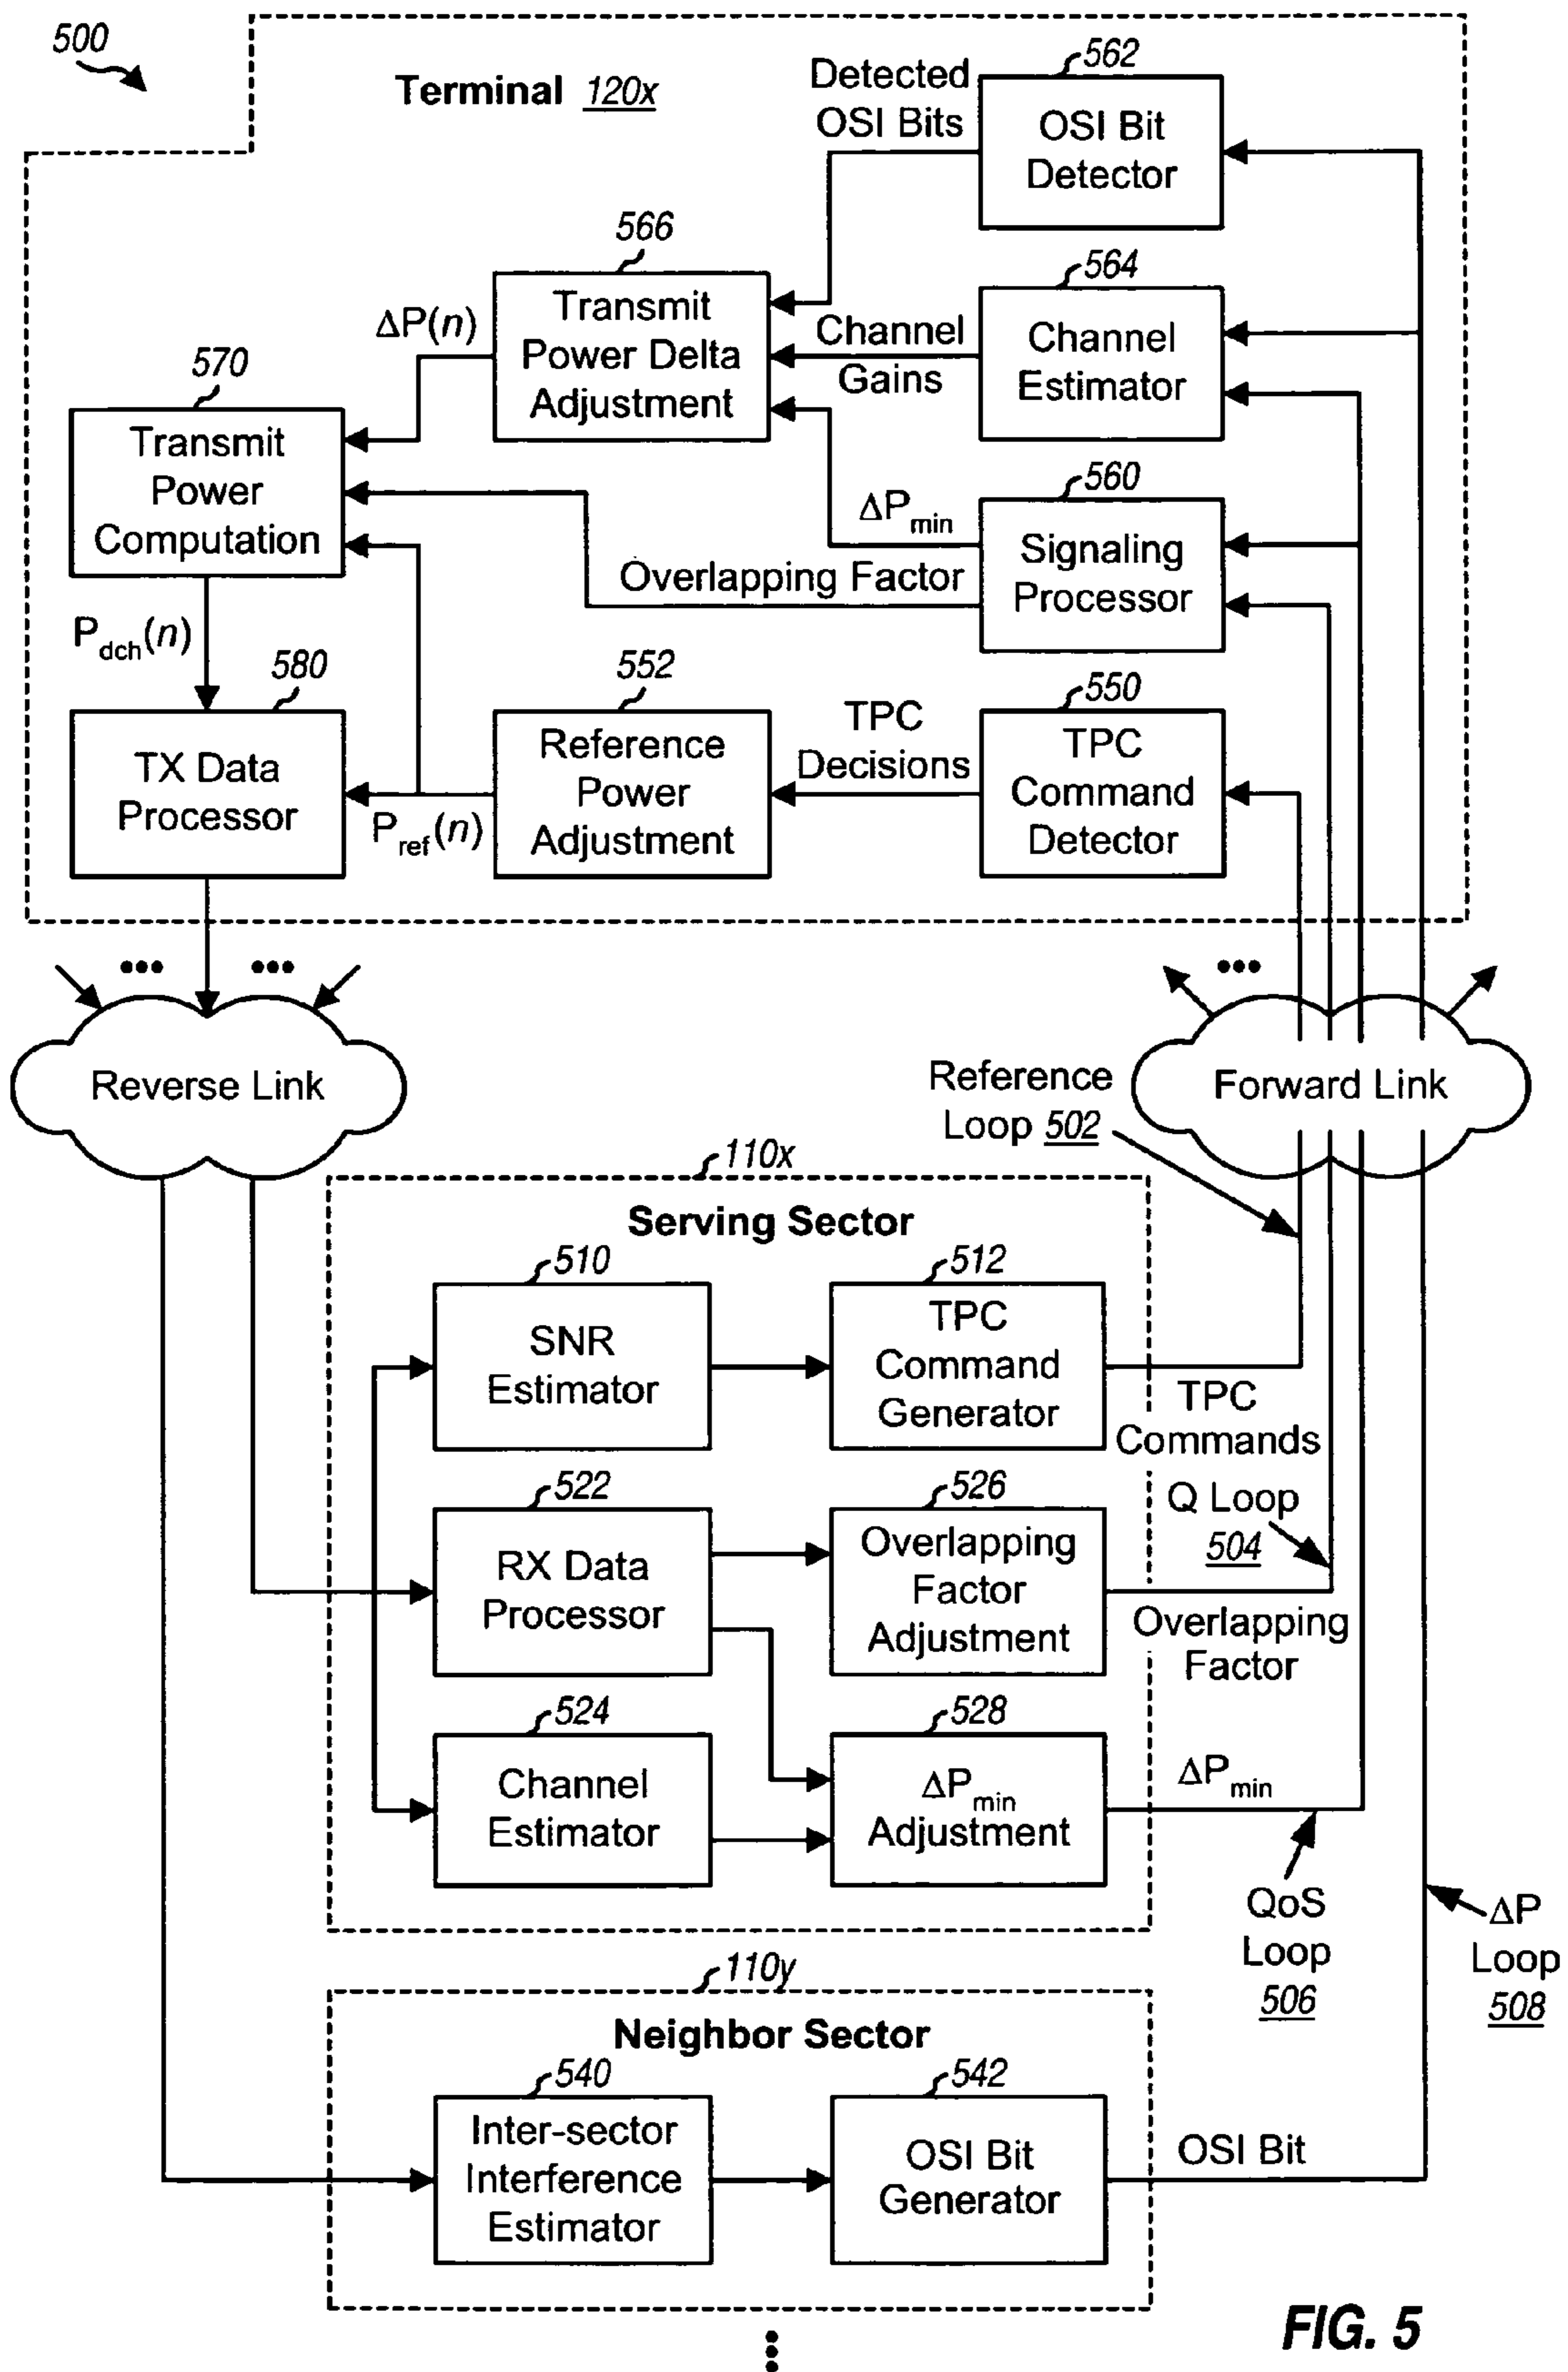 500
Terminal 120x
Detected
OSI Bits
562
OSI Bit
Detector
566
Transmit
Power Delta
Adjustment
ΔP(n)
Channel
Gains
564
Channel
Estimator
570
Transmit
Power
Computation
ΔPmin
560
Signaling
Processor
Overlapping Factor
Pdch(n)
580
TX Data
Processor
Pref(n)
552
Reference
Power
Adjustment
TPC
Decisions
550
TPC
Command
Detector
•••
•••
•••
Reverse Link
Forward Link
Reference
Loop 502
110x
Serving Sector
510
SNR
Estimator
512
TPC
Command
Generator
TPC
Commands
522
RX Data
Processor
526
Overlapping
Factor
Adjustment
Q Loop
504
Overlapping
Factor
524
Channel
Estimator
528
ΔPmin
Adjustment
ΔPmin
QoS
Loop
506
ΔP
Loop
508
110y
Neighbor Sector
540
Inter-sector
Interference
Estimator
542
OSI Bit
Generator
OSI Bit
FIG. 5